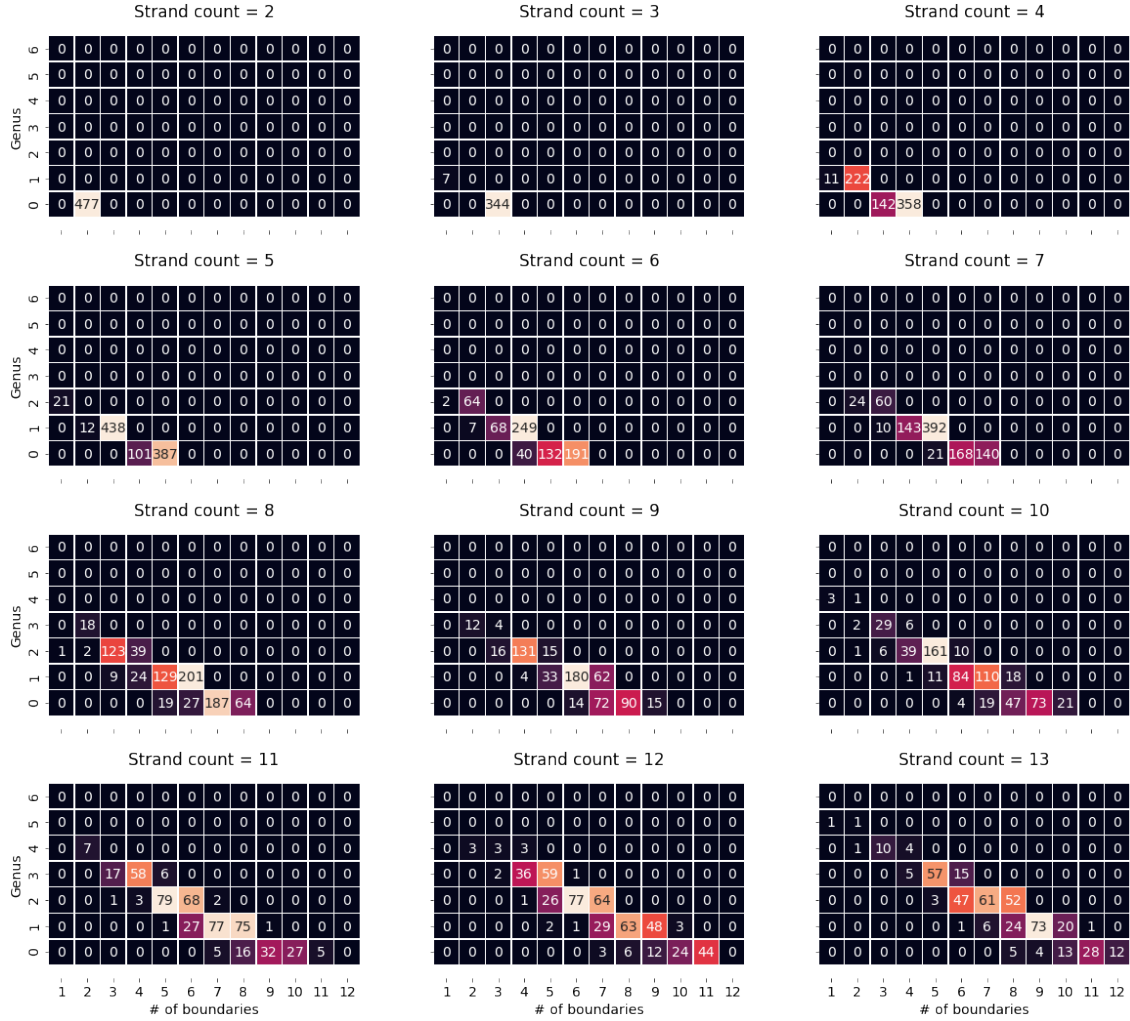 Strand count = 2 Strand count = 3 Strand count = 4
6 0 0 0 0 0 0 0 0 0 0 0 0 0 0 0 0 0 0 0 0 0 0 0 0 0 0 0 0 0 0 0 0 0 0 0 0
5 0 0 0 0 0 0 0 0 0 0 0 0 0 0 0 0 0 0 0 0 0 0 0 0 0 0 0 0 0 0 0 0 0 0 0 0
4 0 0 0 0 0 0 0 0 0 0 0 0 0 0 0 0 0 0 0 0 0 0 0 0 0 0 0 0 0 0 0 0 0 0 0 0
Genus 3 0 0 0 0 0 0 0 0 0 0 0 0 0 0 0 0 0 0 0 0 0 0 0 0 0 0 0 0 0 0 0 0 0 0 0 0
2 0 0 0 0 0 0 0 0 0 0 0 0 0 0 0 0 0 0 0 0 0 0 0 0 0 0 0 0 0 0 0 0 0 0 0 0
1 0 0 0 0 0 0 0 0 0 0 0 0 7 0 0 0 0 0 0 0 0 0 0 0 11 222 0 0 0 0 0 0 0 0 0 0
0 0 477 0 0 0 0 0 0 0 0 0 0 0 0 344 0 0 0 0 0 0 0 0 0 0 0 142 358 0 0 0 0 0 0 0 0
Strand count = 5 Strand count = 6 Strand count = 7
6 0 0 0 0 0 0 0 0 0 0 0 0 0 0 0 0 0 0 0 0 0 0 0 0 0 0 0 0 0 0 0 0 0 0 0 0
5 0 0 0 0 0 0 0 0 0 0 0 0 0 0 0 0 0 0 0 0 0 0 0 0 0 0 0 0 0 0 0 0 0 0 0 0
4 0 0 0 0 0 0 0 0 0 0 0 0 0 0 0 0 0 0 0 0 0 0 0 0 0 0 0 0 0 0 0 0 0 0 0 0
Genus 3 0 0 0 0 0 0 0 0 0 0 0 0 0 0 0 0 0 0 0 0 0 0 0 0 0 0 0 0 0 0 0 0 0 0 0 0
2 21 0 0 0 0 0 0 0 0 0 0 0 2 64 0 0 0 0 0 0 0 0 0 0 0 24 60 0 0 0 0 0 0 0 0 0
1 0 12 438 0 0 0 0 0 0 0 0 0 0 7 68 249 0 0 0 0 0 0 0 0 0 0 10 143 392 0 0 0 0 0 0 0
0 0 0 0 101 387 0 0 0 0 0 0 0 0 0 0 40 132 191 0 0 0 0 0 0 0 0 0 0 21 168 140 0 0 0 0 0
Strand count = 8 Strand count = 9 Strand count = 10
6 0 0 0 0 0 0 0 0 0 0 0 0 0 0 0 0 0 0 0 0 0 0 0 0 0 0 0 0 0 0 0 0 0 0 0 0
5 0 0 0 0 0 0 0 0 0 0 0 0 0 0 0 0 0 0 0 0 0 0 0 0 0 0 0 0 0 0 0 0 0 0 0 0
4 0 0 0 0 0 0 0 0 0 0 0 0 0 0 0 0 0 0 0 0 0 0 0 0 3 1 0 0 0 0 0 0 0 0 0 0
Genus 3 0 18 0 0 0 0 0 0 0 0 0 0 0 12 4 0 0 0 0 0 0 0 0 0 0 2 29 6 0 0 0 0 0 0 0 0
2 1 2 123 39 0 0 0 0 0 0 0 0 0 0 16 131 15 0 0 0 0 0 0 0 0 1 6 39 161 10 0 0 0 0 0 0
1 0 0 9 24 129 201 0 0 0 0 0 0 0 0 0 4 33 180 62 0 0 0 0 0 0 0 0 1 11 84 110 18 0 0 0 0
0 0 0 0 0 19 27 187 64 0 0 0 0 0 0 0 0 0 14 72 90 15 0 0 0 0 0 0 0 0 4 19 47 73 21 0 0
Strand count = 11 Strand count = 12 Strand count = 13
6 0 0 0 0 0 0 0 0 0 0 0 0 0 0 0 0 0 0 0 0 0 0 0 0 0 0 0 0 0 0 0 0 0 0 0 0
5 0 0 0 0 0 0 0 0 0 0 0 0 0 0 0 0 0 0 0 0 0 0 0 0 1 1 0 0 0 0 0 0 0 0 0 0
4 0 7 0 0 0 0 0 0 0 0 0 0 0 3 3 3 0 0 0 0 0 0 0 0 0 1 10 4 0 0 0 0 0 0 0 0
Genus 3 0 0 17 58 6 0 0 0 0 0 0 0 0 0 2 36 59 1 0 0 0 0 0 0 0 0 0 5 57 15 0 0 0 0 0 0
2 0 0 1 3 79 68 2 0 0 0 0 0 0 0 0 1 26 77 64 0 0 0 0 0 0 0 0 0 3 47 61 52 0 0 0 0
1 0 0 0 0 1 27 77 75 1 0 0 0 0 0 0 0 2 1 29 63 48 3 0 0 0 0 0 0 0 1 6 24 73 20 1 0
0 0 0 0 0 0 0 5 16 32 27 5 0 0 0 0 0 0 0 3 6 12 24 44 0 0 0 0 0 0 0 0 5 4 13 28 12
1 2 3 4 5 6 7 8 9 10 11 12 1 2 3 4 5 6 7 8 9 10 11 12 1 2 3 4 5 6 7 8 9 10 11 12
# of boundaries # of boundaries # of boundaries